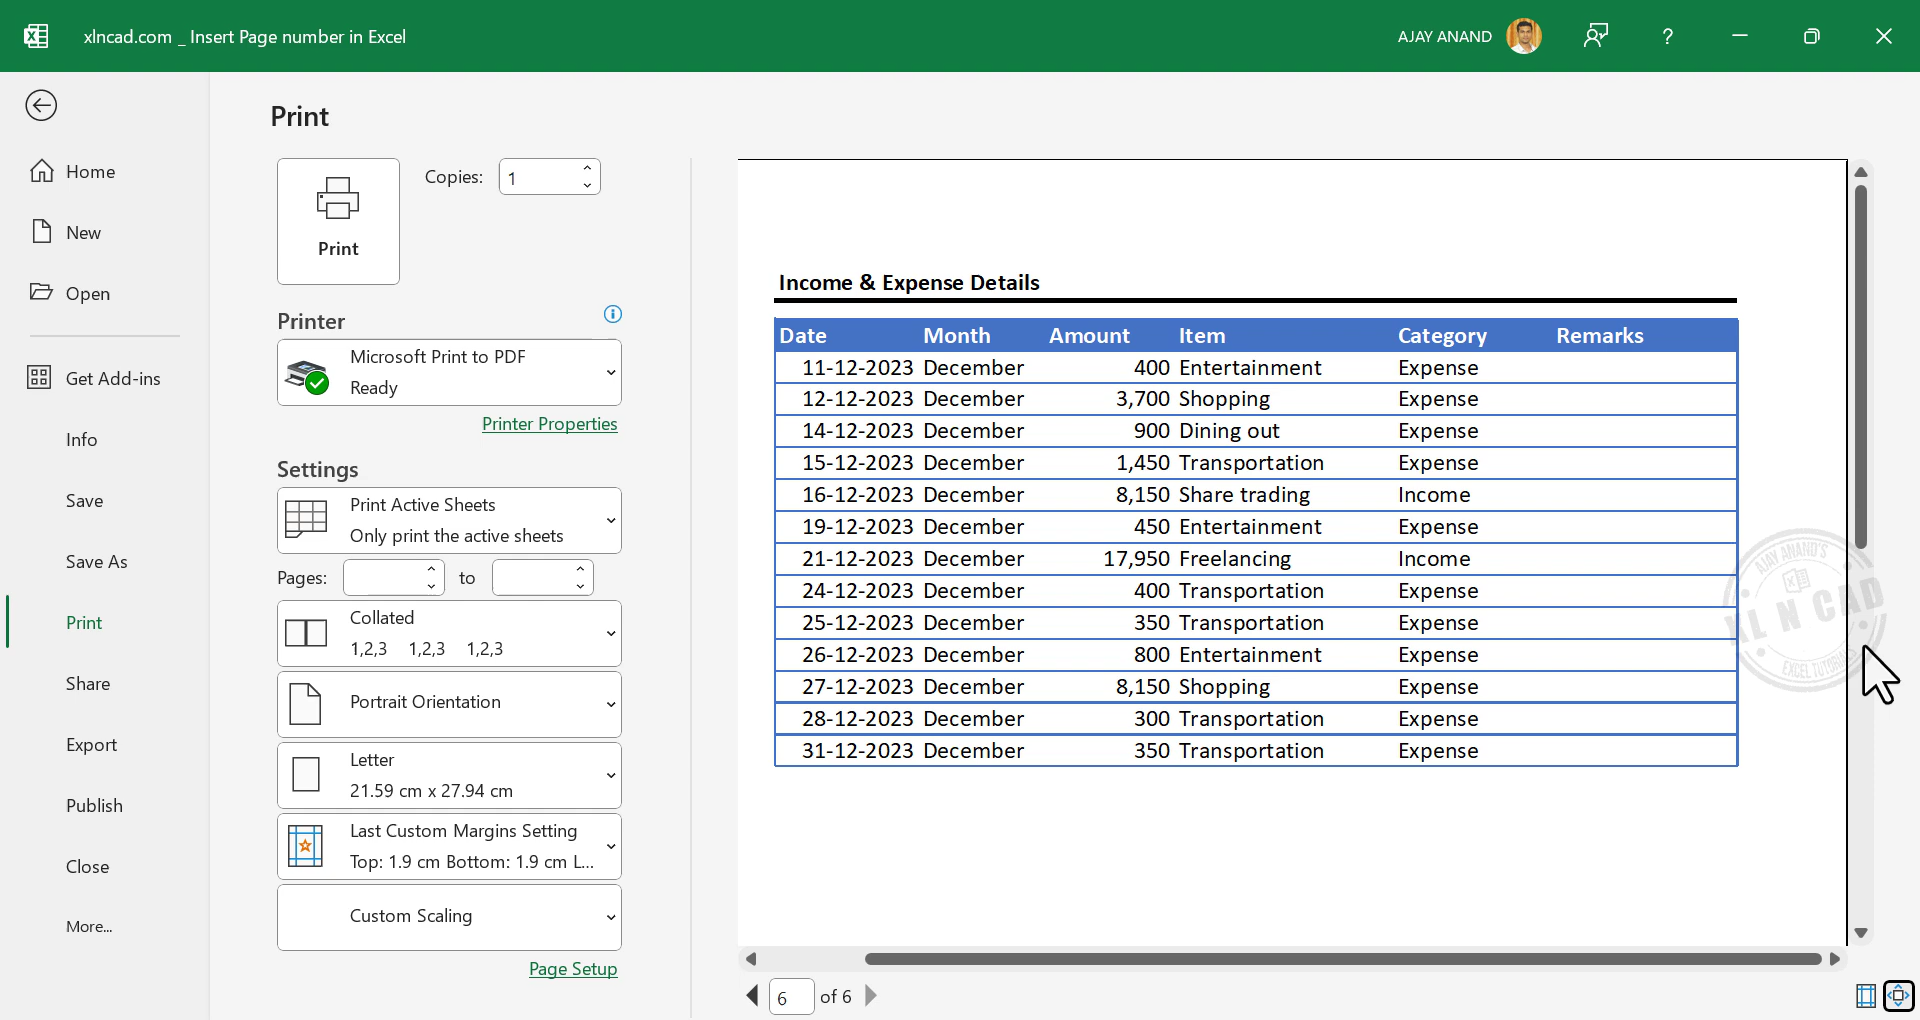 xlncad.com _ Insert Page number in Excel
AJAY ANAND
?
Home
New
Open
Get Add-ins
Info
Save
Save As
Print
Share
Export
Publish
Close
More...
Print
Print
Copies: 1
Printer
Microsoft Print to PDF
Ready
Printer Properties
Settings
Print Active Sheets
Only print the active sheets
Pages: to
Collated
1,2,3 1,2,3 1,2,3
Portrait Orientation
Letter
21.59 cm x 27.94 cm
Last Custom Margins Setting
Top: 1.9 cm Bottom: 1.9 cm L...
Custom Scaling
Page Setup
Income & Expense Details
Date Month Amount Item Category Remarks
11-12-2023 December 400 Entertainment Expense
12-12-2023 December 3,700 Shopping Expense
14-12-2023 December 900 Dining out Expense
15-12-2023 December 1,450 Transportation Expense
16-12-2023 December 8,150 Share trading Income
19-12-2023 December 450 Entertainment Expense
21-12-2023 December 17,950 Freelancing Income
24-12-2023 December 400 Transportation Expense
25-12-2023 December 350 Transportation Expense
26-12-2023 December 800 Entertainment Expense
27-12-2023 December 8,150 Shopping Expense
28-12-2023 December 300 Transportation Expense
31-12-2023 December 350 Transportation Expense
AJAY ANAND'S
XL N CAD
EXCEL TUTORIALS
6 of 6